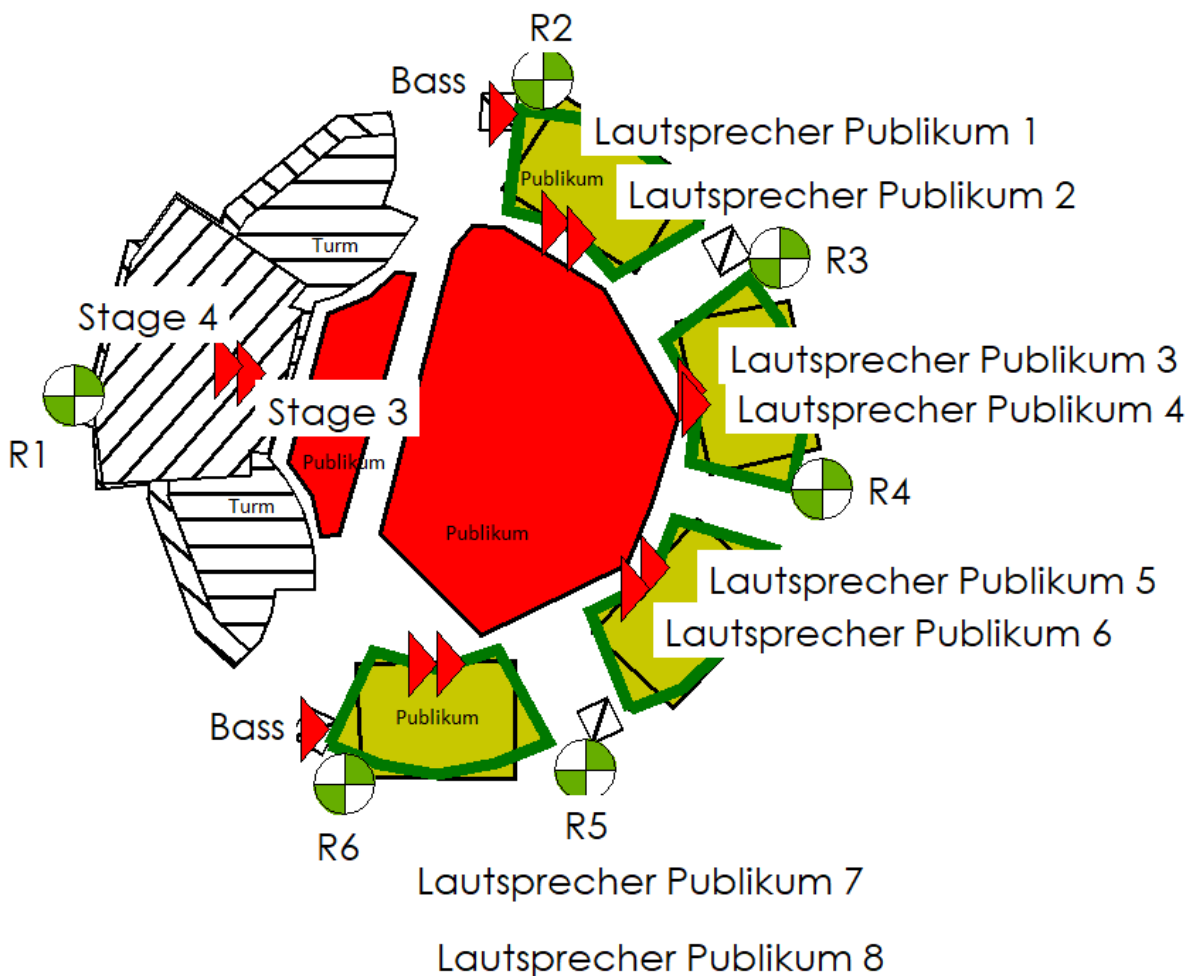 R2
Bass
Lautsprecher Publikum 1
Publikum
Lautsprecher Publikum 2
Turm
R3
Stage 4
Lautsprecher Publikum 3
Stage 3
Lautsprecher Publikum 4
R1
Publikum
R4
Turm
Publikum
Lautsprecher Publikum 5
Lautsprecher Publikum 6
Bass
Publikum
R5
R6
Lautsprecher Publikum 7
Lautsprecher Publikum 8